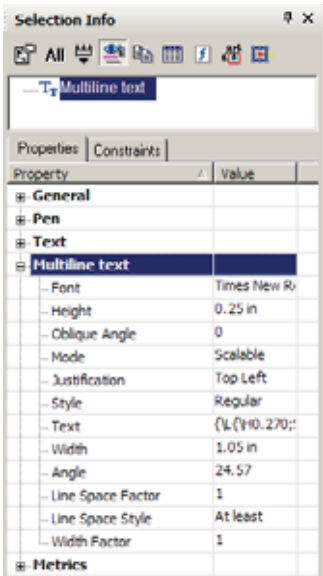 Selection Info
All
Multiline text
Properties Constraints
Property Value
General
Pen
Text
Multiline text
Font Times New R
Height 0.25 in
Oblique Angle 0
Mode Scalable
Justification Top Left
Style Regular
Text {\L{\H0.270;
Width 1.05 in
Angle 24.57
Line Space Factor 1
Line Space Style At least
Width Factor 1
Metrics